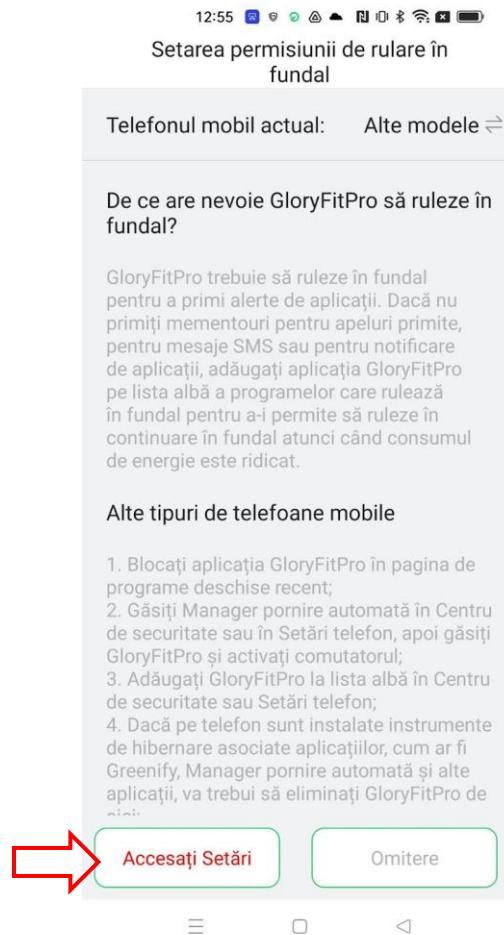 12:55
Setarea permisiunii de rulare în
fundal
Telefonul mobil actual: Alte modele
De ce are nevoie GloryFitPro să ruleze în
fundal?
GloryFitPro trebuie să ruleze în fundal
pentru a primi alerte de aplicații. Dacă nu
primiți mementouri pentru apeluri primite,
pentru mesaje SMS sau pentru notificare
de aplicații, adăugați aplicația GloryFitPro
pe lista albă a programelor care rulează
în fundal pentru a-i permite să ruleze în
continuare în fundal atunci când consumul
de energie este ridicat.
Alte tipuri de telefoane mobile
1. Blocați aplicația GloryFitPro în pagina de
programe deschise recent;
2. Găsiți Manager pornire automată în Centru
de securitate sau în Setări telefon, apoi găsiți
GloryFitPro și activați comutatorul;
3. Adăugați GloryFitPro la lista albă în Centru
de securitate sau Setări telefon;
4. Dacă pe telefon sunt instalate instrumente
de hibernare asociate aplicațiilor, cum ar fi
Greenify, Manager pornire automată și alte
aplicații, va trebui să eliminați GloryFitPro de
Accesați Setări
Omitere